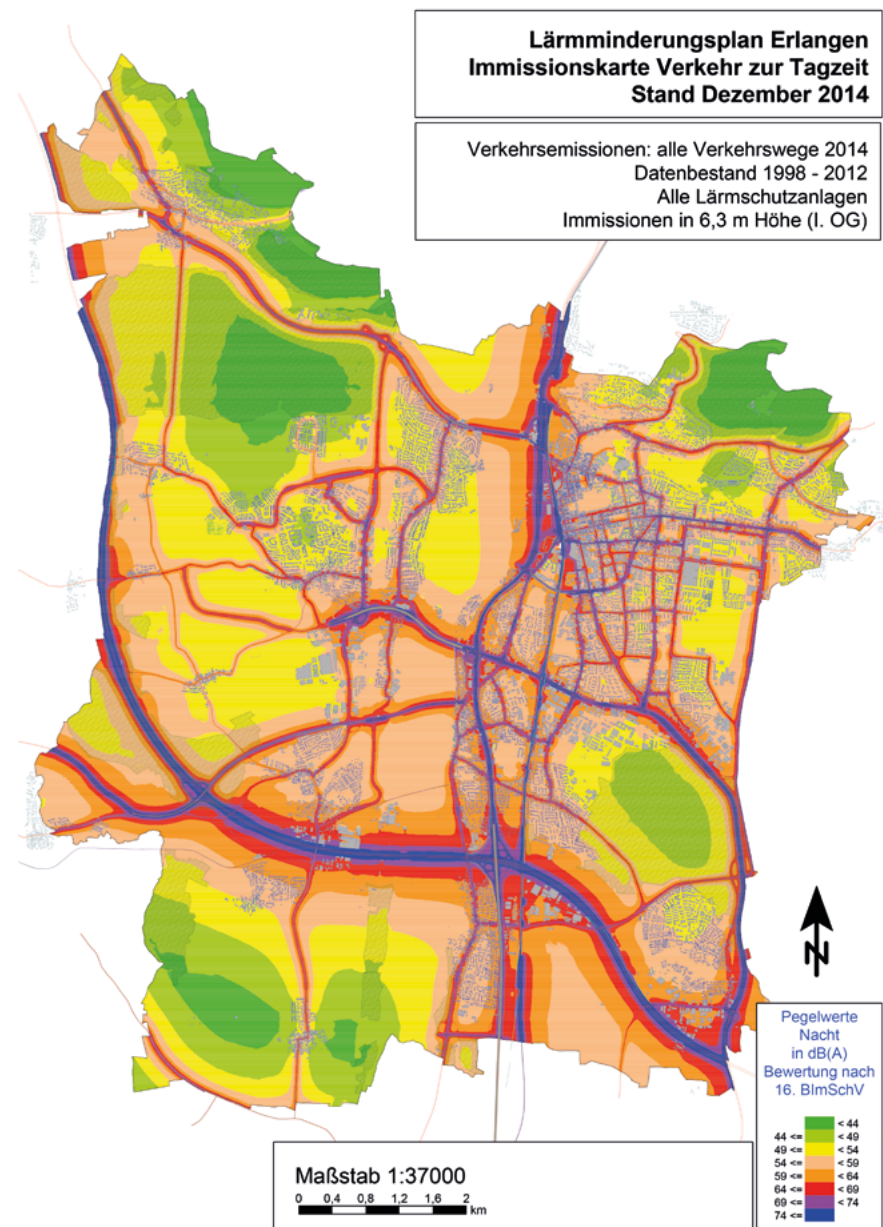 Lärmminderungsplan Erlangen
Immissionskarte Verkehr zur Tagzeit
Stand Dezember 2014
Verkehrsemissionen: alle Verkehrswege 2014
Datenbestand 1998 - 2012
Alle Lärmschutzanlagen
Immissionen in 6,3 m Höhe (I. OG)
N
Pegelwerte
Nacht
in dB(A)
Bewertung nach
16. BImSchV
< 44
44 <= < 49
49 <= < 54
54 <= < 59
59 <= < 64
64 <= < 69
69 <= < 74
74 <=
Maßstab 1:37000
0 0,4 0,8 1,2 1,6 2
km